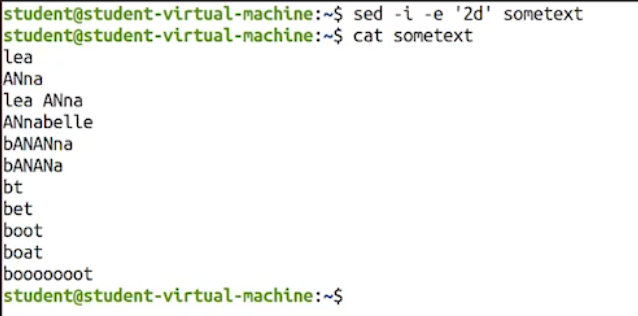 student@student-virtual-machine:~$ sed -i -e '2d' sometext
student@student-virtual-machine:~$ cat sometext
lea
ANna
lea ANna
ANnabelle
bANANna
bANANa
bt
bet
boot
boat
booooooot
student@student-virtual-machine:~$